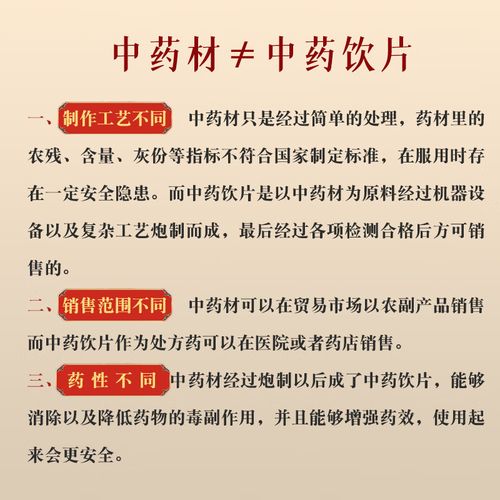 中药材≠中药饮片
一、制作工艺不同 中药材只是经过简单的处理，药材里的
农残、含量、灰份等指标不符合国家制定标准，在服用时存
在一定安全隐患。而中药饮片是以中药材为原料经过机器设
备以及复杂工艺炮制而成，最后经过各项检测合格后方可销
售的。
二、销售范围不同 中药材可以在贸易市场以农副产品销售
而中药饮片作为处方药可以在医院或者药店销售。
三、药性不同 中药材经过炮制以后成了中药饮片，能够
消除以及降低药物的毒副作用，并且能够增强药效，使用起
来会更安全。